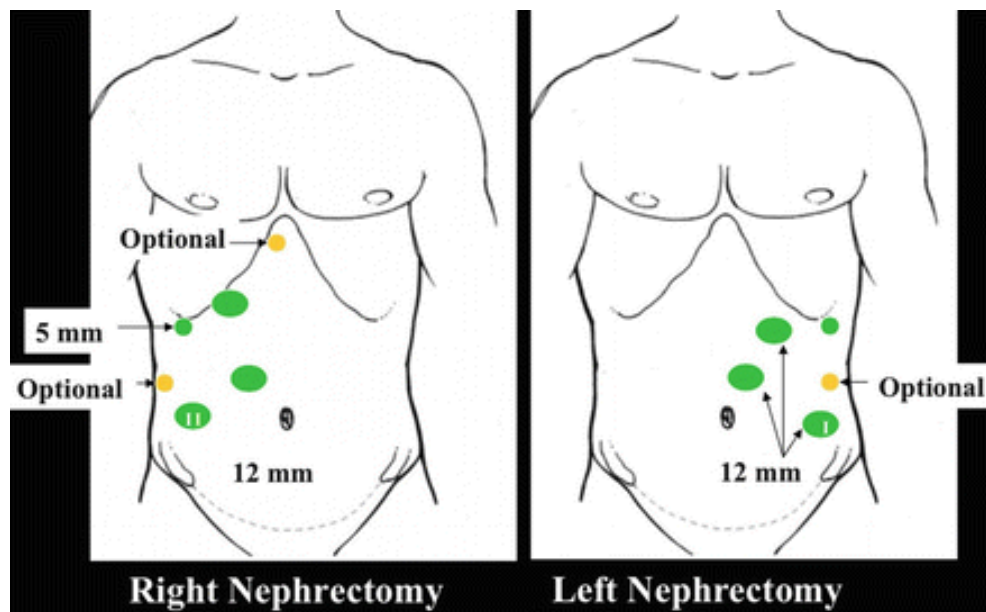 Optional
5 mm
Optional
II
12 mm
Right Nephrectomy
Optional
I
12 mm
Left Nephrectomy